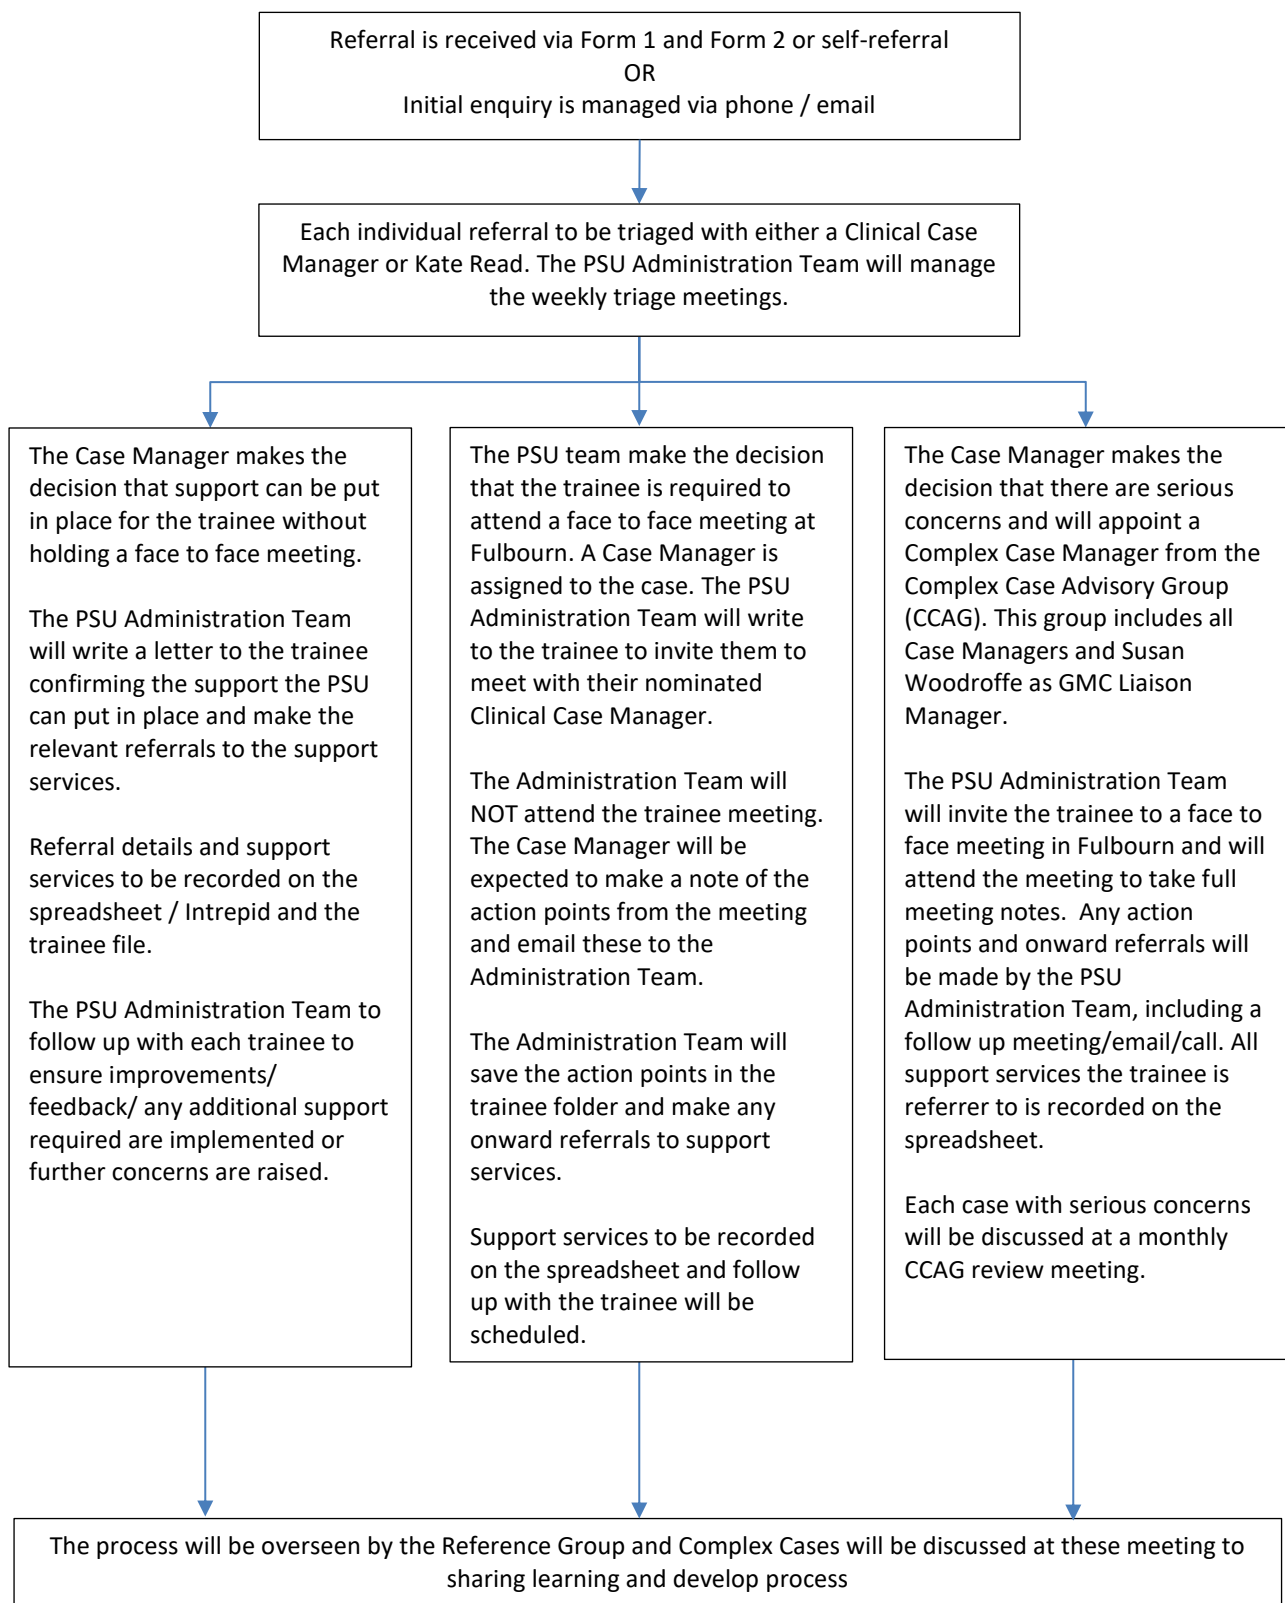 Referral is received via Form 1 and Form 2 or self-referral
OR
Initial enquiry is managed via phone / email
Each individual referral to be triaged with either a Clinical Case
Manager or Kate Read. The PSU Administration Team will manage
the weekly triage meetings.
The Case Manager makes the
decision that support can be put
in place for the trainee without
holding a face to face meeting.
The PSU Administration Team
will write a letter to the trainee
confirming the support the PSU
can put in place and make the
relevant referrals to the support
services.
Referral details and support
services to be recorded on the
spreadsheet / Intrepid and the
trainee file.
The PSU Administration Team to
follow up with each trainee to
ensure improvements/
feedback/ any additional support
required are implemented or
further concerns are raised.
The PSU team make the decision
that the trainee is required to
attend a face to face meeting at
Fulbourn. A Case Manager is
assigned to the case. The PSU
Administration Team will write
to the trainee to invite them to
meet with their nominated
Clinical Case Manager.
The Administration Team will
NOT attend the trainee meeting.
The Case Manager will be
expected to make a note of the
action points from the meeting
and email these to the
Administration Team.
The Administration Team will
save the action points in the
trainee folder and make any
onward referrals to support
services.
Support services to be recorded
on the spreadsheet and follow
up with the trainee will be
scheduled.
The Case Manager makes the
decision that there are serious
concerns and will appoint a
Complex Case Manager from the
Complex Case Advisory Group
(CCAG). This group includes all
Case Managers and Susan
Woodroffe as GMC Liaison
Manager.
The PSU Administration Team
will invite the trainee to a face to
face meeting in Fulbourn and will
attend the meeting to take full
meeting notes.  Any action
points and onward referrals will
be made by the PSU
Administration Team, including a
follow up meeting/email/call. All
support services the trainee is
referrer to is recorded on the
spreadsheet.
Each case with serious concerns
will be discussed at a monthly
CCAG review meeting.
The process will be overseen by the Reference Group and Complex Cases will be discussed at these meeting to
sharing learning and develop process